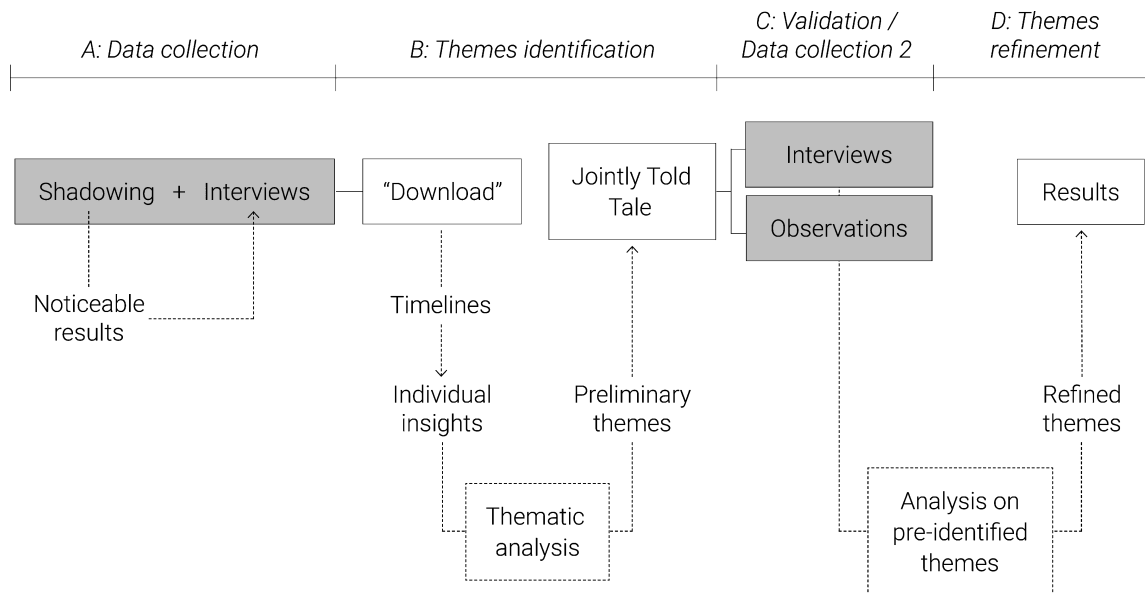 A: Data collection
B: Themes identification
C: Validation /
Data collection 2
D: Themes
refinement
Shadowing + Interviews
“Download”
Jointly Told
Tale
Interviews
Observations
Results
Noticeable
results
Timelines
Individual
insights
Preliminary
themes
Refined
themes
Thematic
analysis
Analysis on
pre-identified
themes